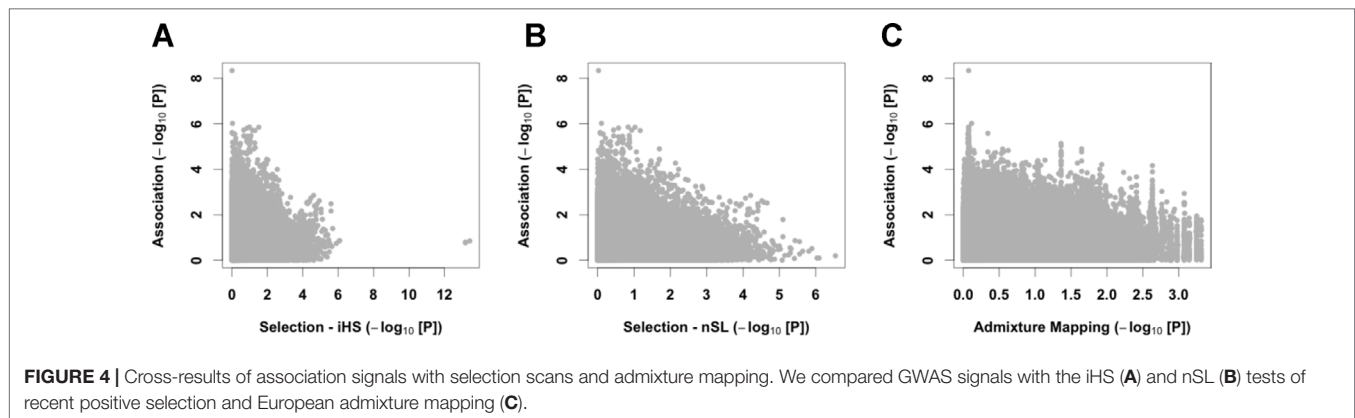 A
B
C
Association (−log10 [P])
8
6
4
2
0
0 2 4 6 8 10 12
Selection - iHS (−log10 [P])
Association (−log10 [P])
8
6
4
2
0
0 1 2 3 4 5 6
Selection - nSL (−log10 [P])
Association (−log10 [P])
8
6
4
2
0
0.0 0.5 1.0 1.5 2.0 2.5 3.0
Admixture Mapping (−log10 [P])
FIGURE 4 | Cross-results of association signals with selection scans and admixture mapping. We compared GWAS signals with the iHS (A) and nSL (B) tests of
recent positive selection and European admixture mapping (C).